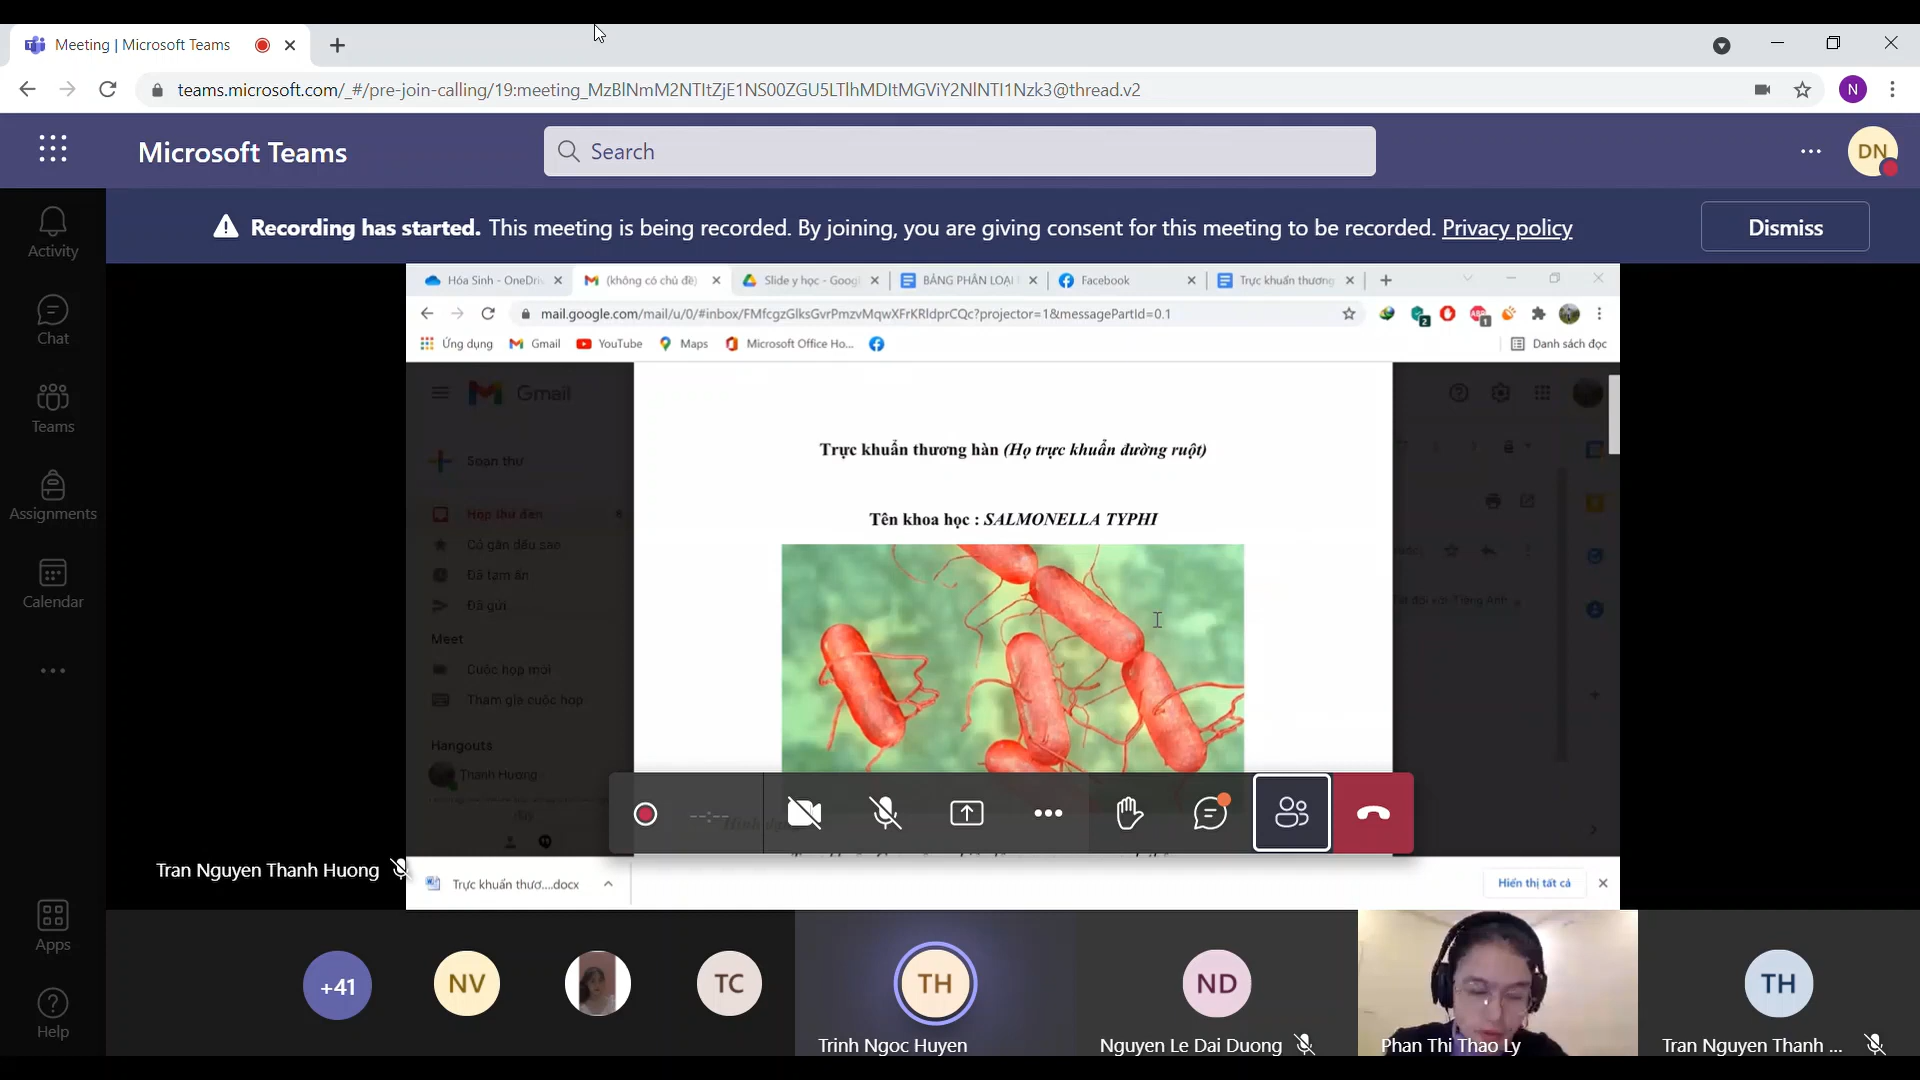 Meeting | Microsoft Teams
teams.microsoft.com/_#/pre-join-calling/19:meeting_MzBlNmM2NTItZjE1NS00ZGU5LTlhMDItMGViY2NlNTI1Nzk3@thread.v2
N
Microsoft Teams
Search
DN
Recording has started. This meeting is being recorded. By joining, you are giving consent for this meeting to be recorded. Privacy policy
Dismiss
Activity
Chat
Teams
Assignments
Calendar
Apps
Help
Hóa Sinh - OneDri
(không có chủ đề)
Slide y học - Googl
BẢNG PHÂN LOẠI
Facebook
Trực khuẩn thương
mail.google.com/mail/u/0/#inbox/FMfcgzGlksGvrPmzvMqwXFrKRldprCQc?projector=1&messagePartId=0.1
Ứng dụng
Gmail
YouTube
Maps
Microsoft Office Ho...
Danh sách đọc
Gmail
Soạn thư
Hộp thư đến
Có gắn dấu sao
Đã tạm ẩn
Đã gửi
Meet
Cuộc họp mới
Tham gia cuộc họp
Hangouts
Thanh Hương
Trực khuẩn thương hàn (Họ trực khuẩn đường ruột)
Tên khoa học : SALMONELLA TYPHI
--:--
Tran Nguyen Thanh Huong
Trực khuẩn thươ....docx
Hiển thị tất cả
+41
NV
TC
TH
Trinh Ngoc Huyen
ND
Nguyen Le Dai Duong
Phan Thi Thao Ly
TH
Tran Nguyen Thanh ...